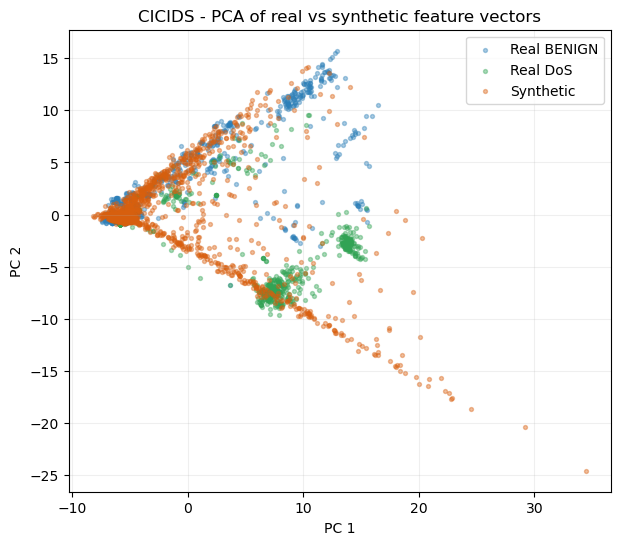 CICIDS - PCA of real vs synthetic feature vectors
Real BENIGN
Real DoS
Synthetic
15
10
5
0
−5
−10
−15
−20
−25
PC 2
−10
0
10
20
30
PC 1